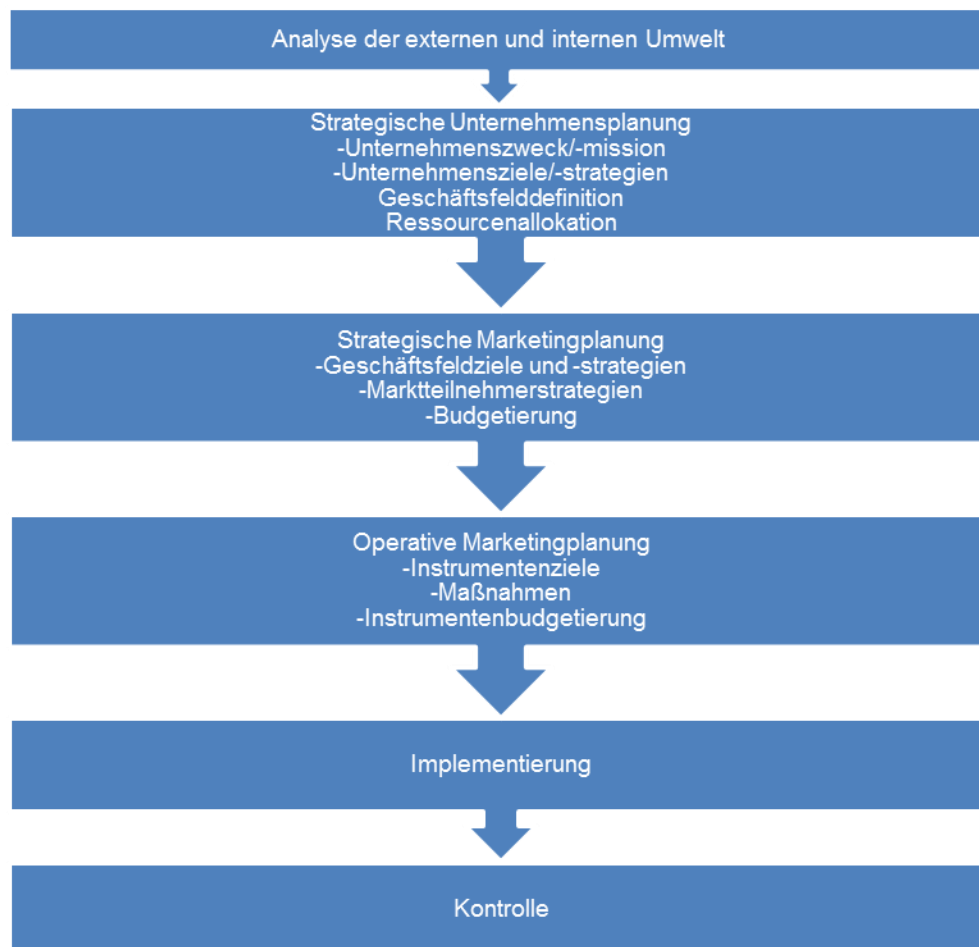 Analyse der externen und internen Umwelt
Strategische Unternehmensplanung
-Unternehmenszweck/-mission
-Unternehmensziele/-strategien
Geschäftsfelddefinition
Ressourcenallokation
Strategische Marketingplanung
-Geschäftsfeldziele und -strategien
-Marktteilnehmerstrategien
-Budgetierung
Operative Marketingplanung
-Instrumentenziele
-Maßnahmen
-Instrumentenbudgetierung
Implementierung
Kontrolle